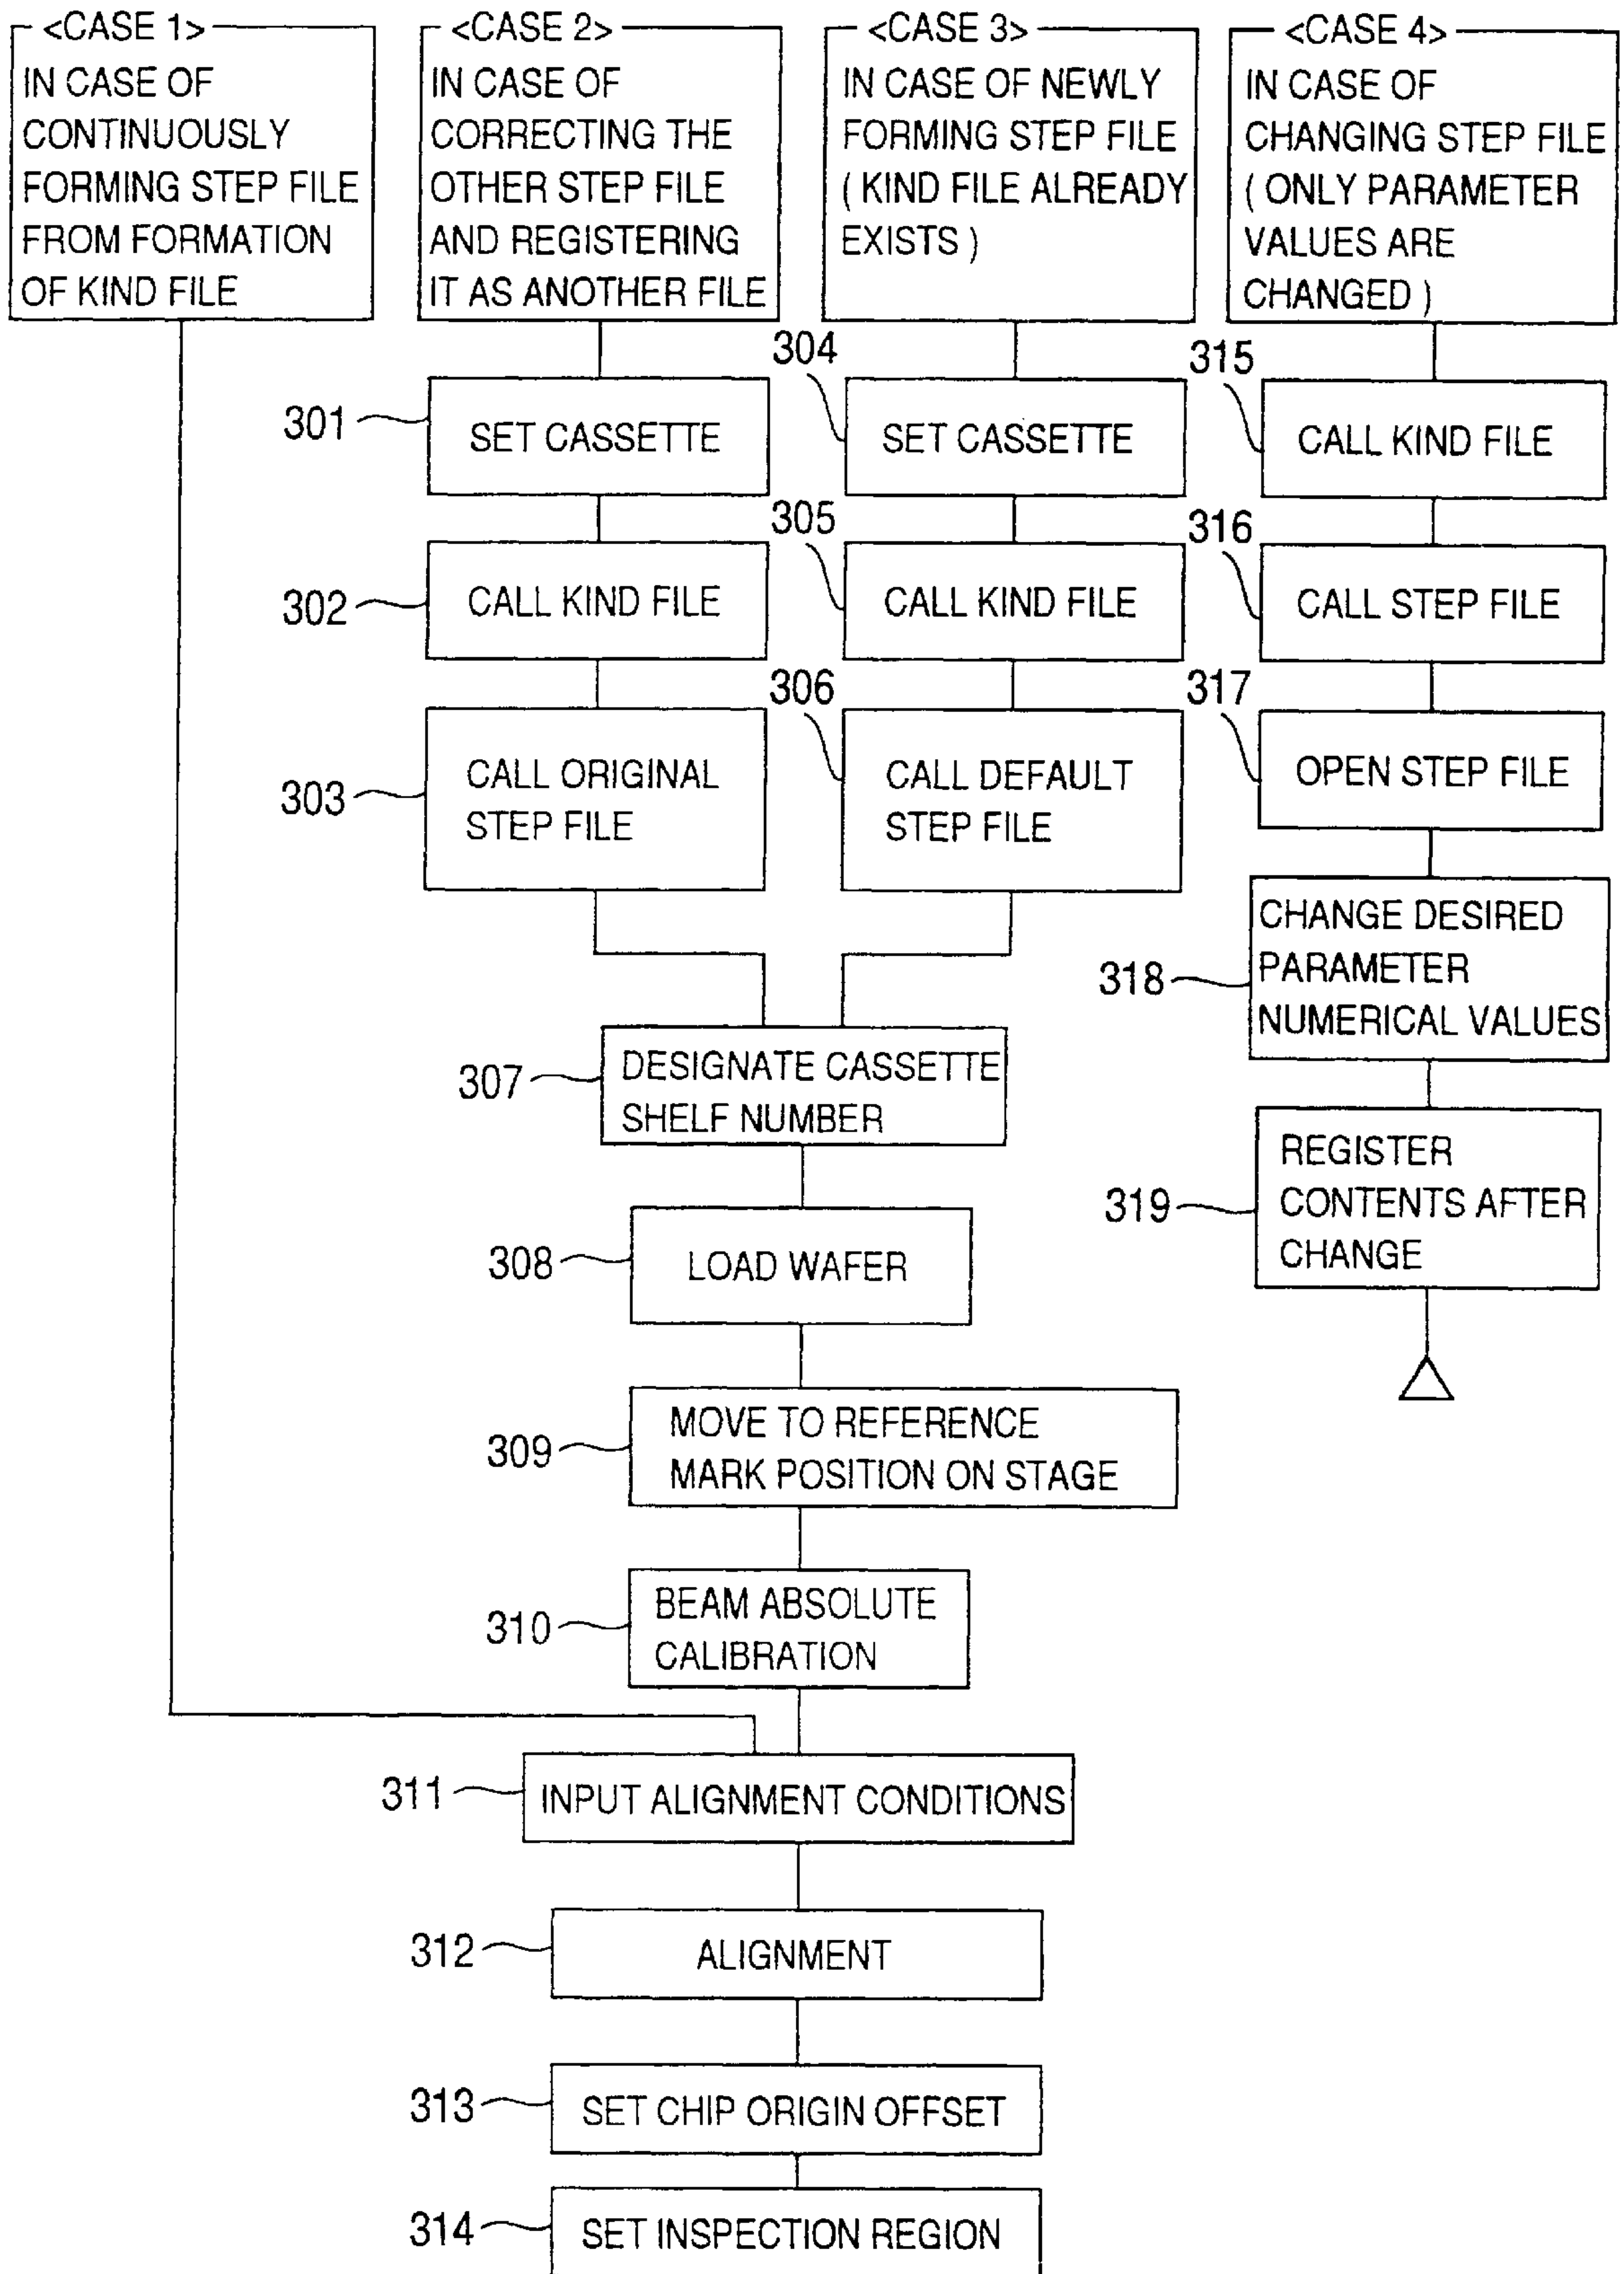 <CASE 1>
IN CASE OF
CONTINUOUSLY
FORMING STEP FILE
FROM FORMATION
OF KIND FILE
<CASE 2>
IN CASE OF
CORRECTING THE
OTHER STEP FILE
AND REGISTERING
IT AS ANOTHER FILE
<CASE 3>
IN CASE OF NEWLY
FORMING STEP FILE
( KIND FILE ALREADY
EXISTS )
<CASE 4>
IN CASE OF
CHANGING STEP FILE
( ONLY PARAMETER
VALUES ARE
CHANGED )
301
SET CASSETTE
302
CALL KIND FILE
303
CALL ORIGINAL
STEP FILE
304
SET CASSETTE
305
CALL KIND FILE
306
CALL DEFAULT
STEP FILE
315
CALL KIND FILE
316
CALL STEP FILE
317
OPEN STEP FILE
318
CHANGE DESIRED
PARAMETER
NUMERICAL VALUES
319
REGISTER
CONTENTS AFTER
CHANGE
307
DESIGNATE CASSETTE
SHELF NUMBER
308
LOAD WAFER
309
MOVE TO REFERENCE
MARK POSITION ON STAGE
310
BEAM ABSOLUTE
CALIBRATION
311
INPUT ALIGNMENT CONDITIONS
312
ALIGNMENT
313
SET CHIP ORIGIN OFFSET
314
SET INSPECTION REGION